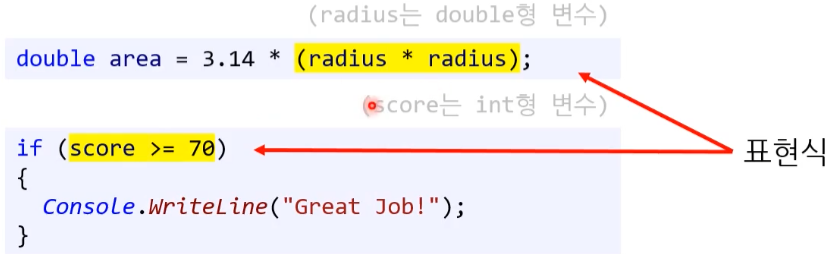 (radius는 double형 변수)
double area = 3.14 * (radius * radius);
(score는 int형 변수)
if (score >= 70)
표현식
{
Console.WriteLine("Great Job!");
}